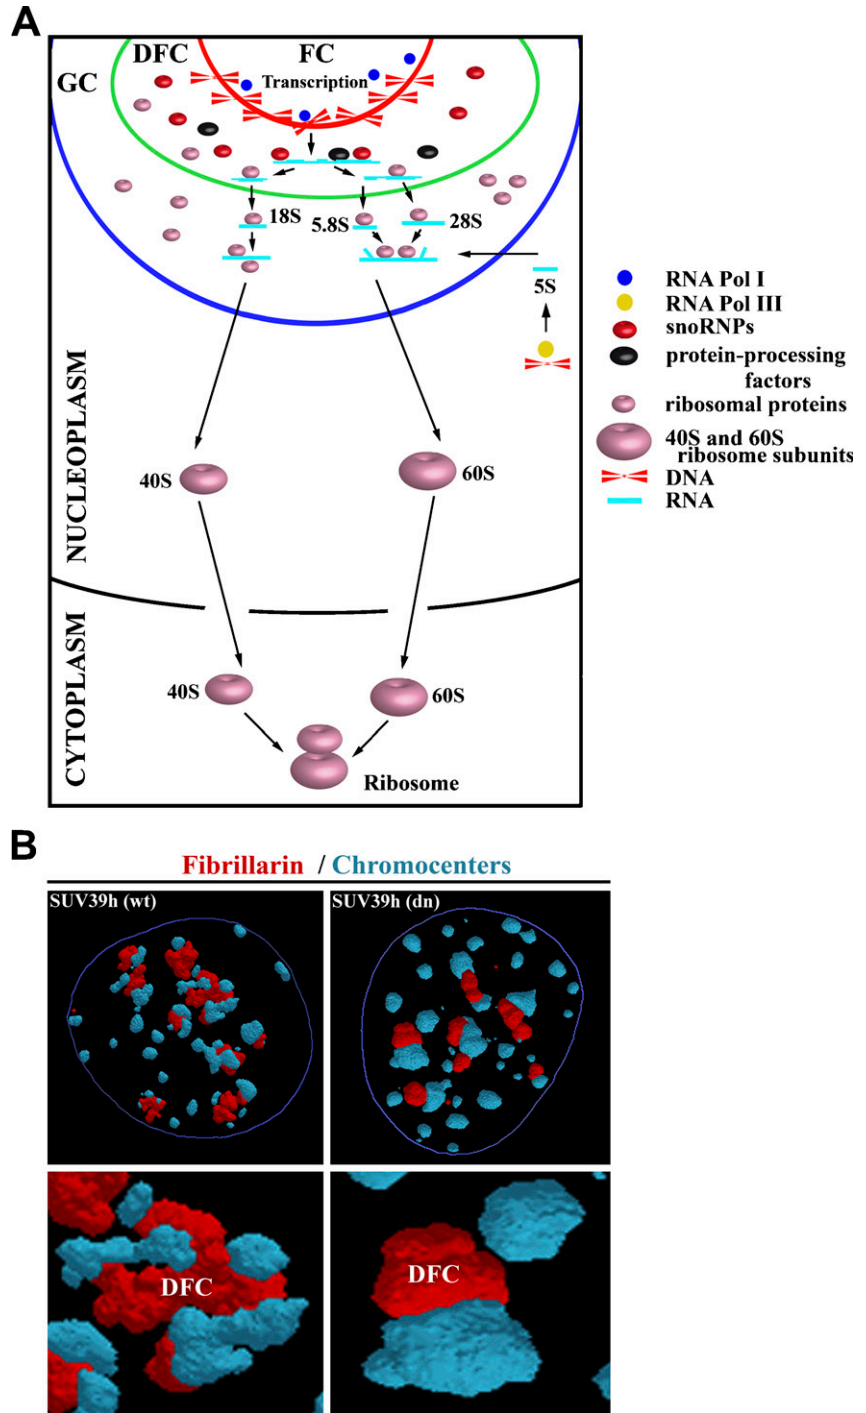 A
DFC
FC
GC
Transcription
18S
5.8S
28S
5S
NUCLEOPLASM
40S
60S
CYTOPLASM
40S
60S
Ribosome
RNA Pol I
RNA Pol III
snoRNPs
protein-processing
factors
ribosomal proteins
40S and 60S
ribosome subunits
DNA
RNA
B
Fibrillarin / Chromocenters
SUV39h (wt)
SUV39h (dn)
DFC
DFC